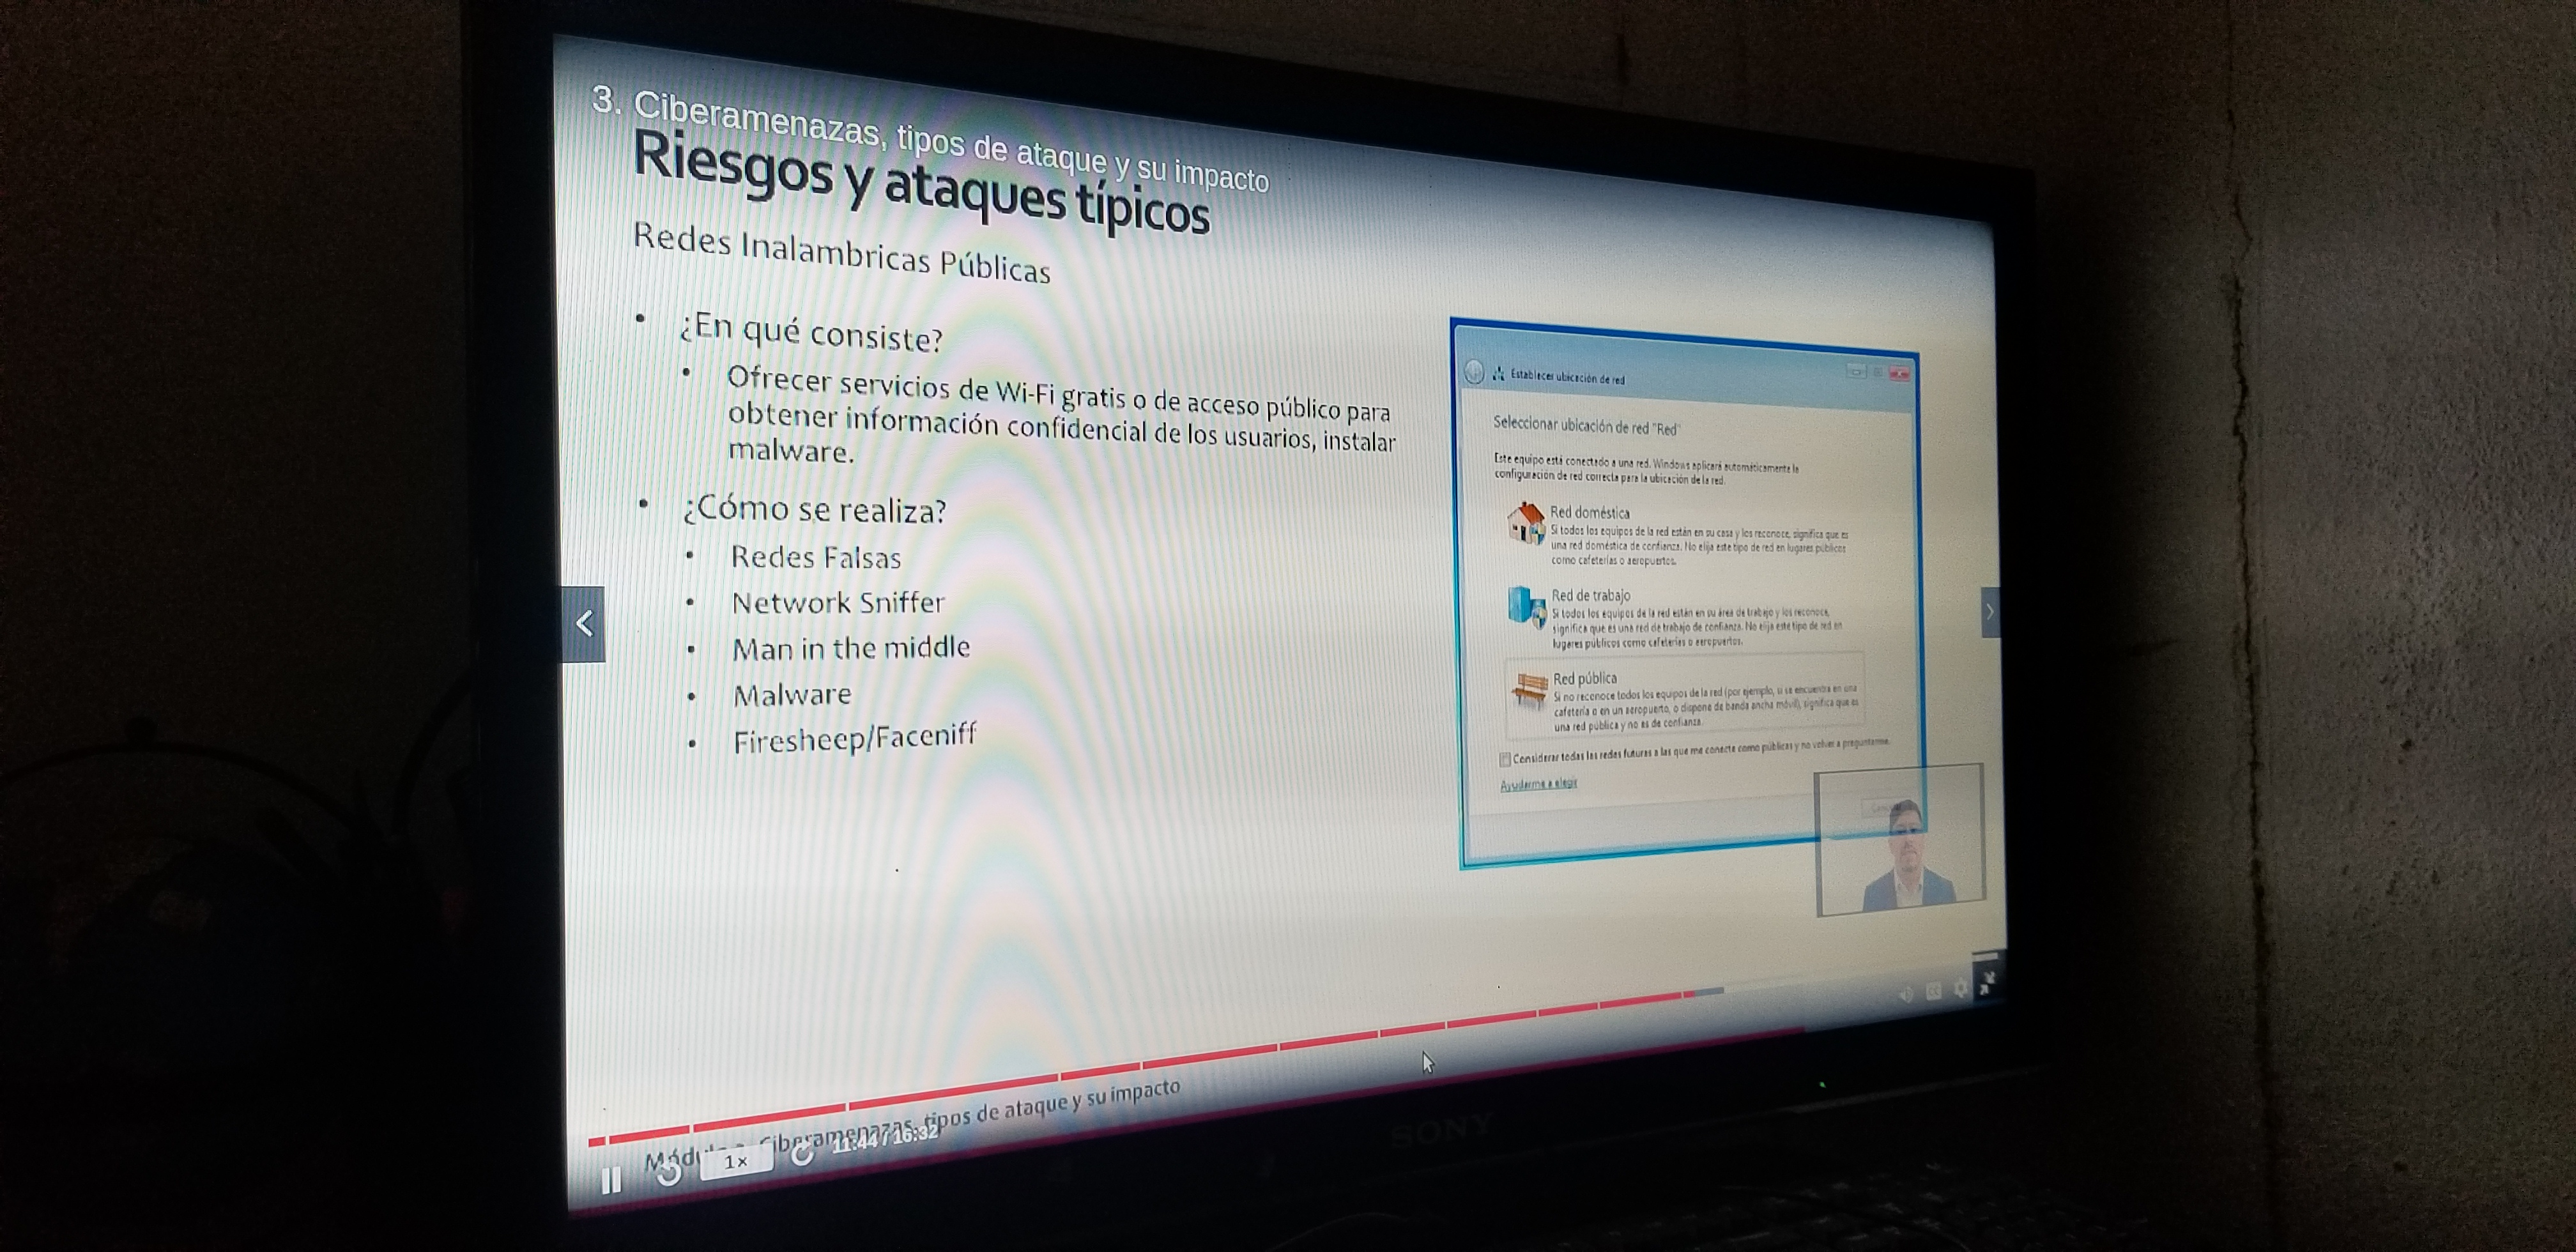 3. Ciberamenazas, tipos de ataque y su impacto
Riesgos y ataques típicos
Redes Inalambricas Públicas
• ¿En qué consiste?
• Ofrecer servicios de Wi-Fi gratis o de acceso público para
obtener información confidencial de los usuarios, instalar
malware.
• ¿Cómo se realiza?
• Redes Falsas
• Network Sniffer
• Man in the middle
• Malware
• Firesheep/Faceniff
Establecer ubicación de red
Seleccionar ubicación de red "Red"
Este equipo está conectado a una red. Windows aplicará automáticamente la
configuración de red correcta para la ubicación de la red.
Red doméstica
Si todos los equipos de la red están en su casa y los reconoce, significa que es
una red doméstica de confianza. No elija este tipo de red en lugares públicos
como cafeterías o aeropuertos.
Red de trabajo
Si todos los equipos de la red están en su área de trabajo y los reconoce,
significa que es una red de trabajo de confianza. No elija este tipo de red en
lugares públicos como cafeterías o aeropuertos.
Red pública
Si no reconoce todos los equipos de la red (por ejemplo, si se encuentra en una
cafetería o en un aeropuerto, o dispone de banda ancha móvil), significa que es
una red pública y no es de confianza.
Considerar todas las redes futuras a las que me conecte como públicas y no volver a preguntarme.
Ayudarme a elegir
Ciberamenazas, tipos de ataque y su impacto
1x
11:44 / 16:32
SONY